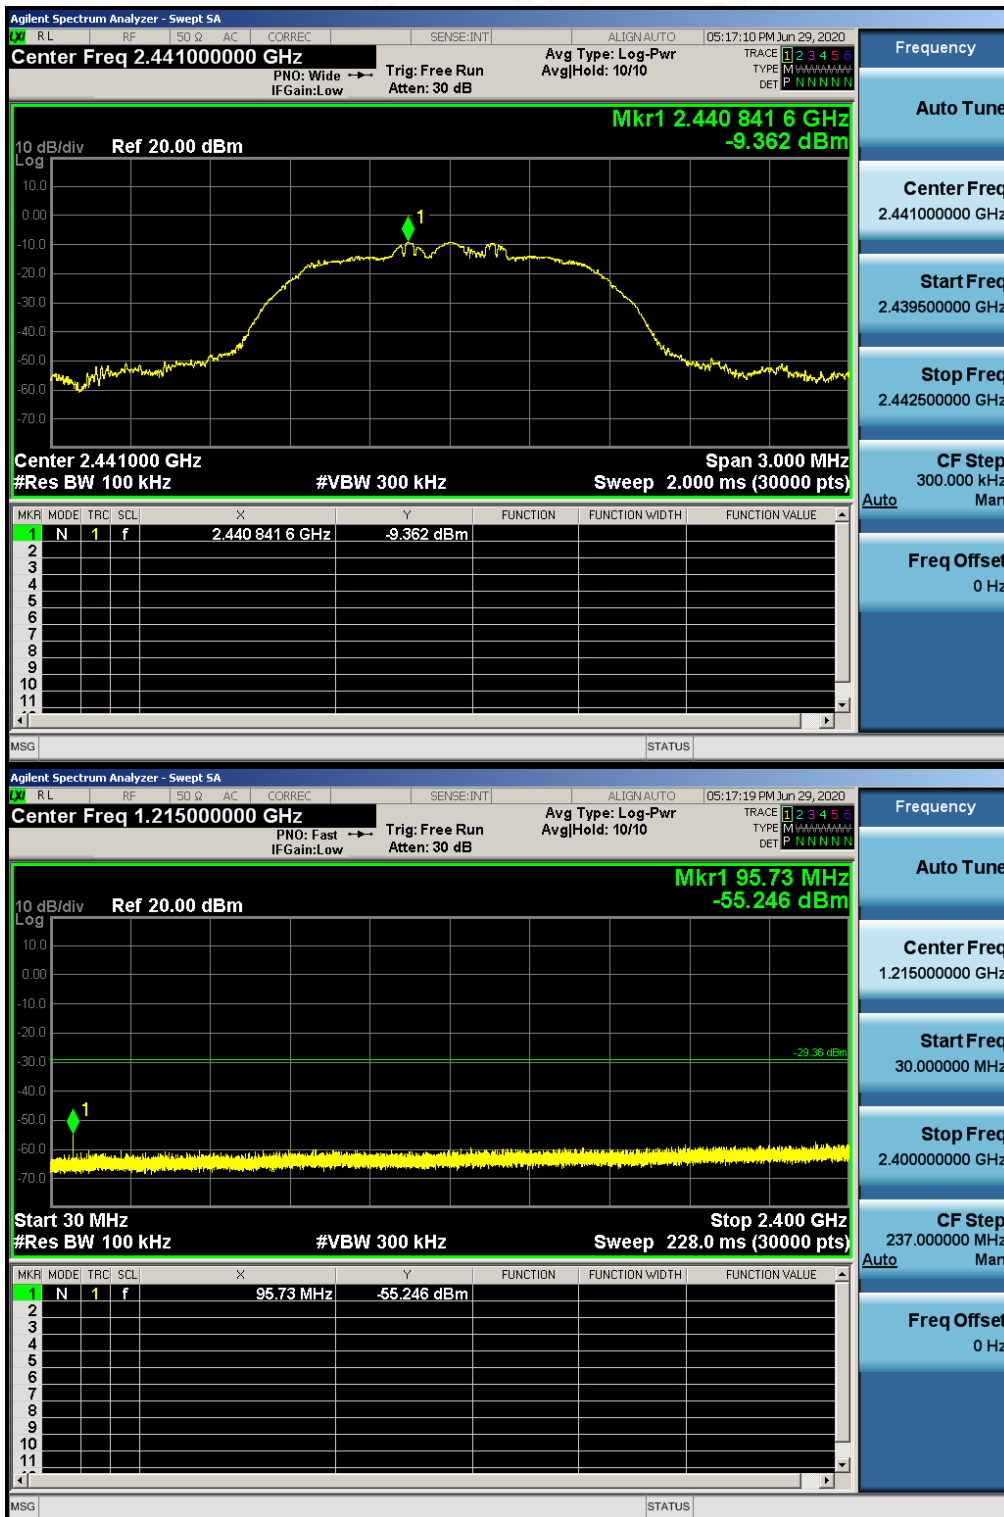 Agilent Spectrum Analyzer - Swept SA
LXI RL RF 50 Ω AC CORREC SENSE:INT ALIGN AUTO 05:17:10 PM Jun 29, 2020
Center Freq 2.441000000 GHz
PNO: Wide
IFGain:Low
Trig: Free Run
Atten: 30 dB
Avg Type: Log-Pwr
Avg|Hold: 10/10
TRACE 1 2 3 4 5 6
TYPE M
DET P N N N N N
Mkr1 2.440 841 6 GHz
-9.362 dBm
10 dB/div Ref 20.00 dBm
Log
10.0
0.00
-10.0
-20.0
-30.0
-40.0
-50.0
-60.0
-70.0
1
Center 2.441000 GHz Span 3.000 MHz
#Res BW 100 kHz #VBW 300 kHz Sweep 2.000 ms (30000 pts)
MKR MODE TRC SCL X Y FUNCTION FUNCTION WIDTH FUNCTION VALUE
1 N 1 f 2.440 841 6 GHz -9.362 dBm
2
3
4
5
6
7
8
9
10
11
MSG STATUS
Frequency
Auto Tune
Center Freq
2.441000000 GHz
Start Freq
2.439500000 GHz
Stop Freq
2.442500000 GHz
CF Step
300.000 kHz
Auto Man
Freq Offset
0 Hz
Agilent Spectrum Analyzer - Swept SA
LXI RL RF 50 Ω AC CORREC SENSE:INT ALIGN AUTO 05:17:19 PM Jun 29, 2020
Center Freq 1.215000000 GHz
PNO: Fast
IFGain:Low
Trig: Free Run
Atten: 30 dB
Avg Type: Log-Pwr
Avg|Hold: 10/10
TRACE 1 2 3 4 5 6
TYPE M
DET P N N N N N
Mkr1 95.73 MHz
-55.246 dBm
10 dB/div Ref 20.00 dBm
Log
10.0
0.00
-10.0
-20.0
-30.0
-40.0
-50.0
-60.0
-70.0
-29.36 dBm
1
Start 30 MHz Stop 2.400 GHz
#Res BW 100 kHz #VBW 300 kHz Sweep 228.0 ms (30000 pts)
MKR MODE TRC SCL X Y FUNCTION FUNCTION WIDTH FUNCTION VALUE
1 N 1 f 95.73 MHz -55.246 dBm
2
3
4
5
6
7
8
9
10
11
MSG STATUS
Frequency
Auto Tune
Center Freq
1.215000000 GHz
Start Freq
30.000000 MHz
Stop Freq
2.400000000 GHz
CF Step
237.000000 MHz
Auto Man
Freq Offset
0 Hz